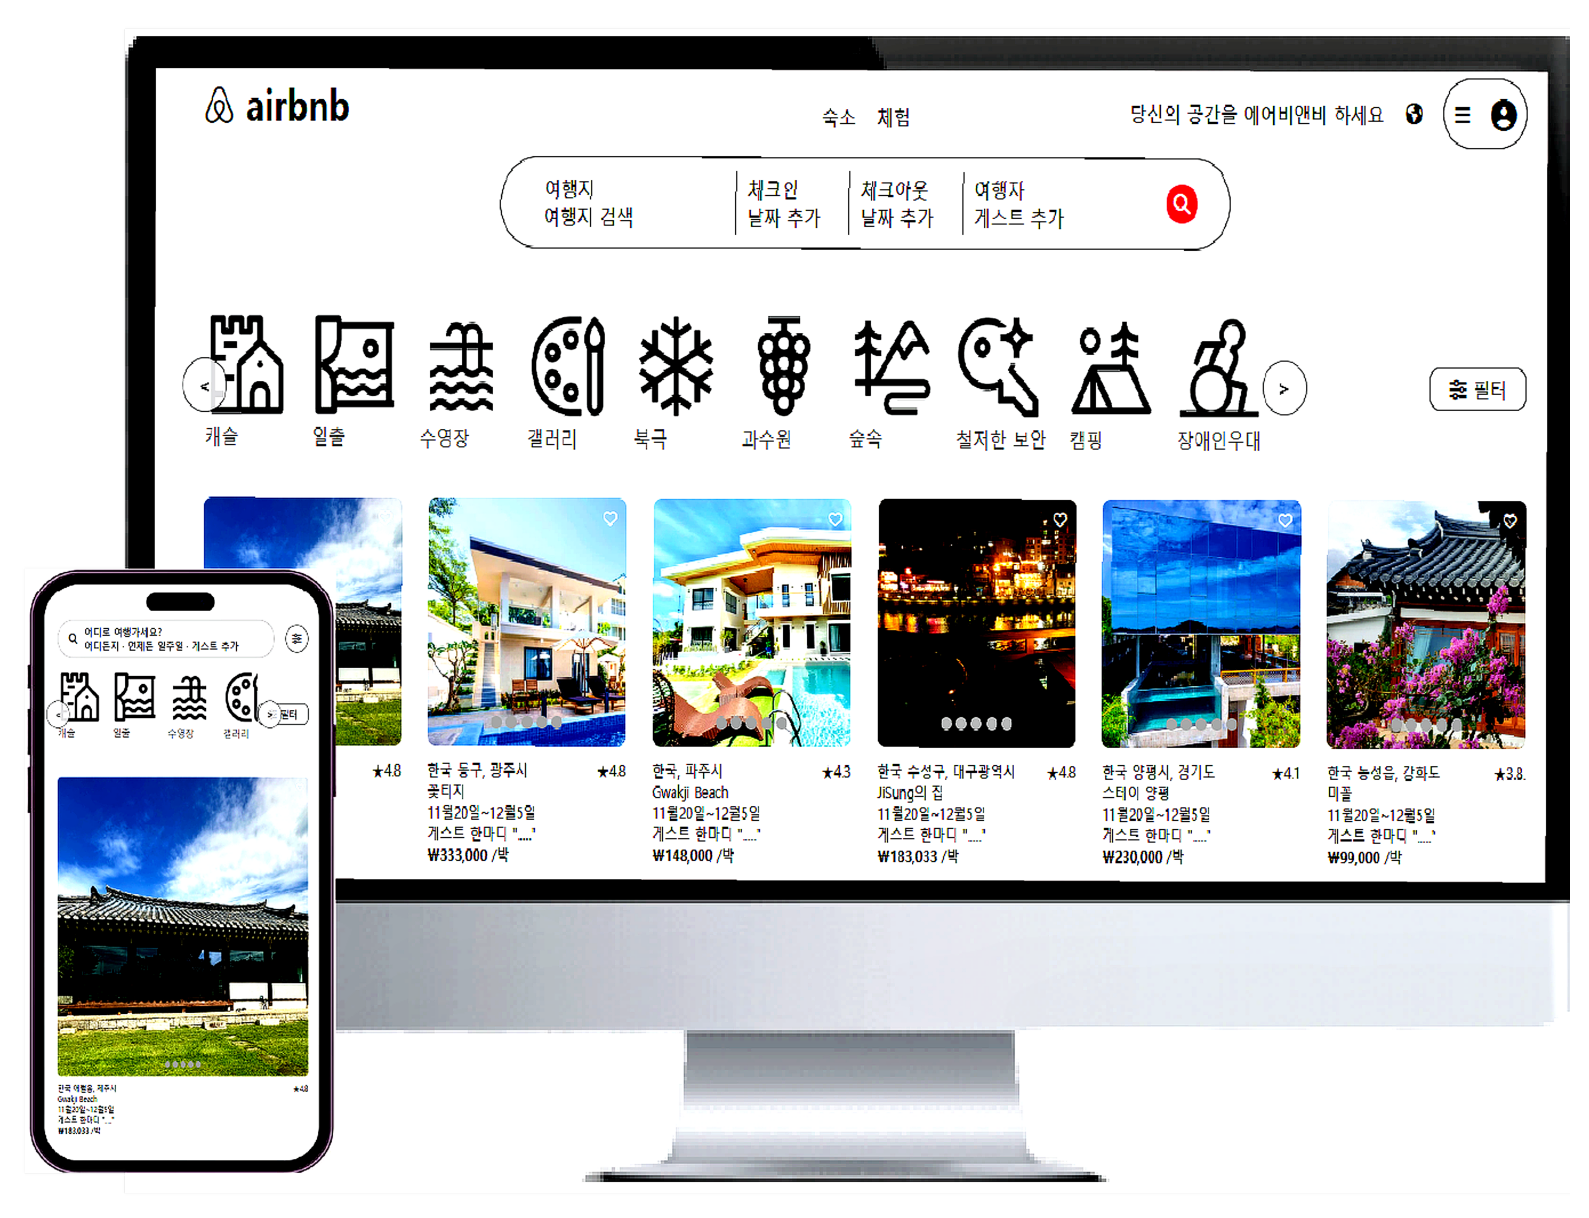 airbnb
숙소 체험
당신의 공간을 에어비앤비 하세요
여행지
여행지 검색
체크인
날짜 추가
체크아웃
날짜 추가
여행자
게스트 추가
캐슬
일출
수영장
갤러리
북극
과수원
숲속
철저한 보안
캠핑
장애인우대
필터
★4.8
한국 동구, 광주시 ★4.8
꽃티지
11월20일~12월5일
게스트 한마디 "....."
₩333,000 /박
한국, 파주시 ★4.3
Gwakji Beach
11월20일~12월5일
게스트 한마디 "....."
₩148,000 /박
한국 수성구, 대구광역시 ★4.8
JiSung의 집
11월20일~12월5일
게스트 한마디 "....."
₩183,033 /박
한국 양평시, 경기도 ★4.1
스테이 양평
11월20일~12월5일
게스트 한마디 "....."
₩230,000 /박
한국 농성읍, 강화도 ★3.8.
미꼴
11월20일~12월5일
게스트 한마디 "....."
₩99,000 /박
어디로 여행가세요?
어디든지 · 언제든 일주일 · 게스트 추가
캐슬
일출
수영장
갤러리
필터
한국 애월읍, 제주시 ★4.8
Gwakji Beach
11월20일~12월5일
게스트 한마디 "....."
₩183,033 /박